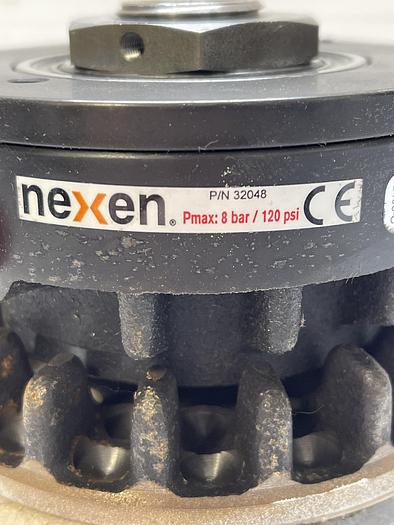 nexen®
P/N 32048
Pmax: 8 bar / 120 psi
CE